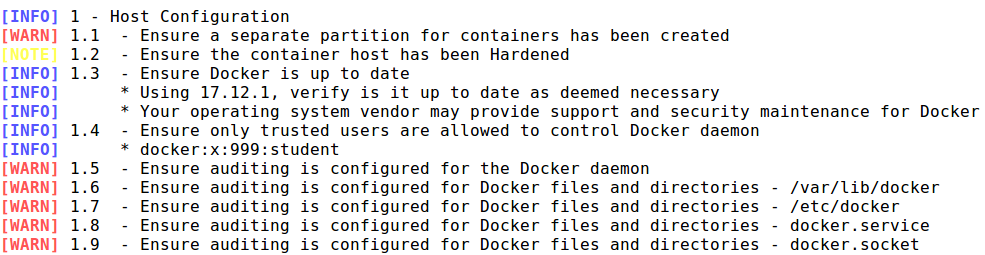 [INFO] 1 - Host Configuration
[WARN] 1.1  - Ensure a separate partition for containers has been created
[NOTE] 1.2  - Ensure the container host has been Hardened
[INFO] 1.3  - Ensure Docker is up to date
[INFO]      * Using 17.12.1, verify is it up to date as deemed necessary
[INFO]      * Your operating system vendor may provide support and security maintenance for Docker
[INFO] 1.4  - Ensure only trusted users are allowed to control Docker daemon
[INFO]      * docker:x:999:student
[WARN] 1.5  - Ensure auditing is configured for the Docker daemon
[WARN] 1.6  - Ensure auditing is configured for Docker files and directories - /var/lib/docker
[WARN] 1.7  - Ensure auditing is configured for Docker files and directories - /etc/docker
[WARN] 1.8  - Ensure auditing is configured for Docker files and directories - docker.service
[WARN] 1.9  - Ensure auditing is configured for Docker files and directories - docker.socket